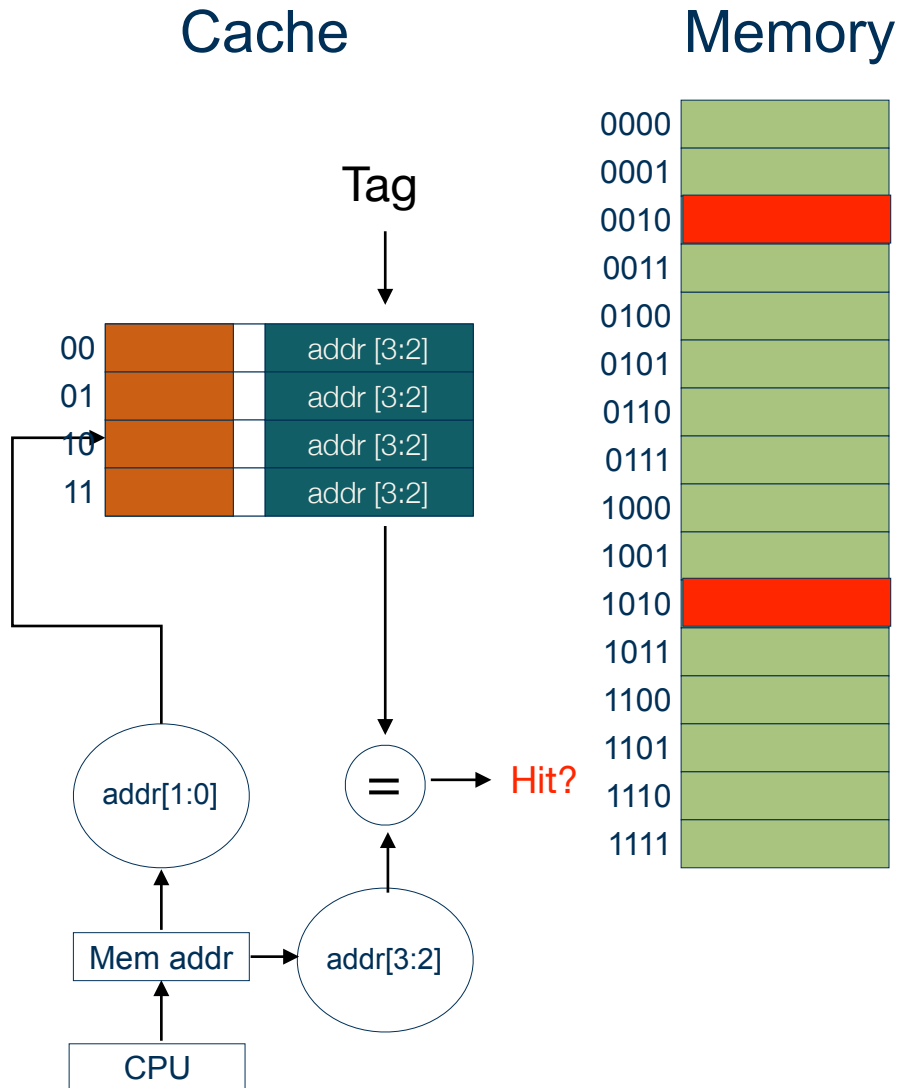 Cache
Memory
Tag
00 addr [3:2]
01 addr [3:2]
10 addr [3:2]
11 addr [3:2]
0000
0001
0010
0011
0100
0101
0110
0111
1000
1001
1010
1011
1100
1101
1110
1111
addr[1:0]
=
Hit?
Mem addr
addr[3:2]
CPU